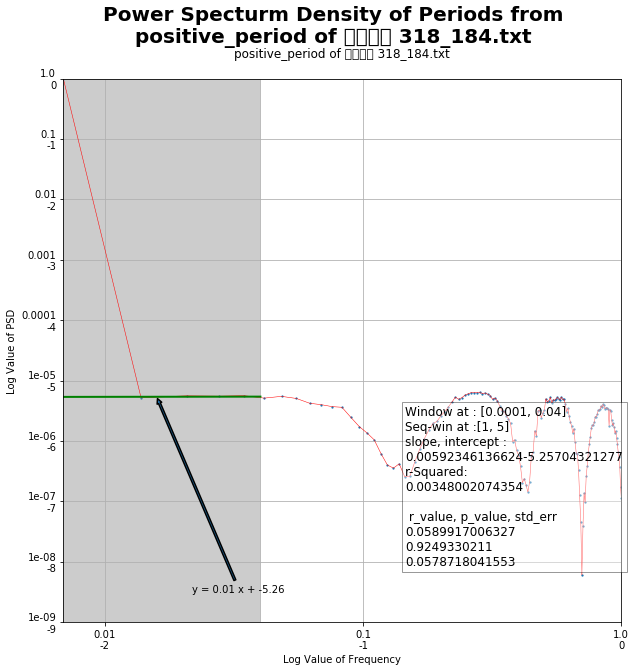 Power Specturm Density of Periods from
positive_period of 318_184.txt
positive_period of 318_184.txt
1.0
0
0.1
-1
0.01
-2
0.001
-3
0.0001
-4
1e-05
-5
1e-06
-6
1e-07
-7
1e-08
-8
1e-09
-9
Log Value of PSD
Window at : [0.0001, 0.04]
Seq-win at :[1, 5]
slope, intercept :
0.00592346136624-5.25704321277
r-Squared:
0.00348002074354
r_value, p_value, std_err
0.0589917006327
0.9249330211
0.0578718041553
y = 0.01 x + -5.26
0.01
-2
0.1
-1
1.0
0
Log Value of Frequency